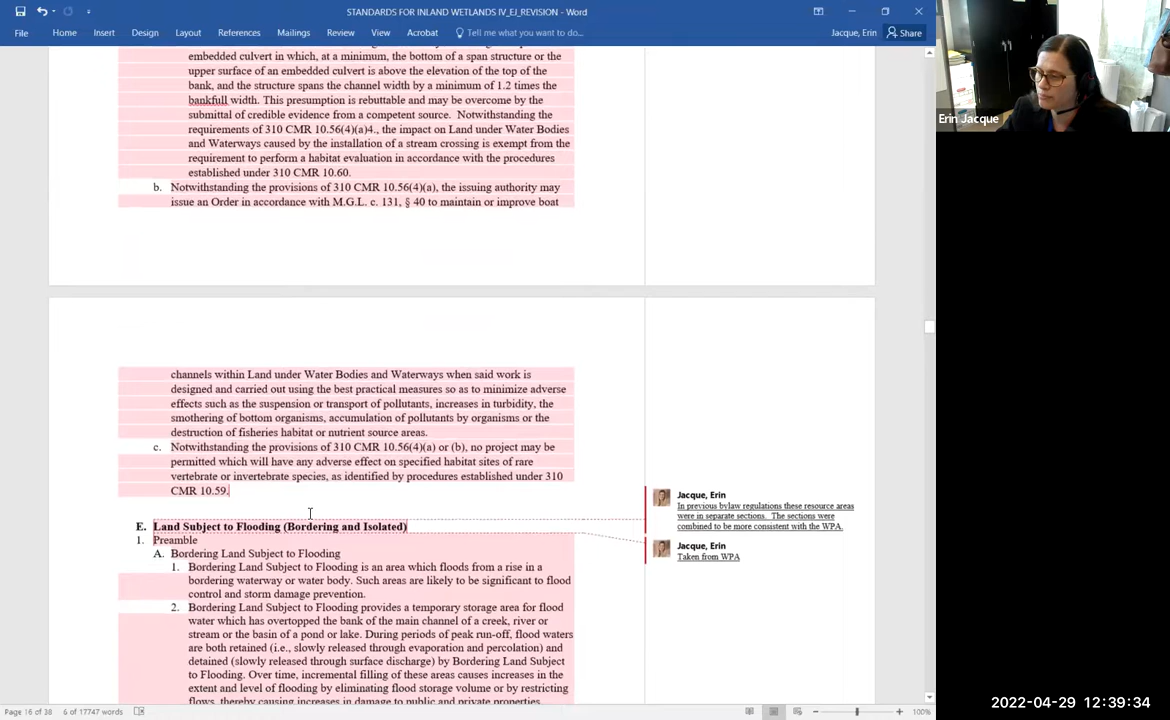 STANDARDS FOR INLAND WETLANDS IV_EJ_REVISION - Word
File Home Insert Design Layout References Mailings Review View Acrobat Tell me what you want to do... Jacque, Erin Share
embedded culvert in which, at a minimum, the bottom of a span structure or the
upper surface of an embedded culvert is above the elevation of the top of the
bank, and the structure spans the channel width by a minimum of 1.2 times the
bankfull width. This presumption is rebuttable and may be overcome by the
submittal of credible evidence from a competent source. Notwithstanding the
requirements of 310 CMR 10.56(4)(a)4., the impact on Land under Water Bodies
and Waterways caused by the installation of a stream crossing is exempt from the
requirement to perform a habitat evaluation in accordance with the procedures
established under 310 CMR 10.60.
b. Notwithstanding the provisions of 310 CMR 10.56(4)(a), the issuing authority may
issue an Order in accordance with M.G.L. c. 131, § 40 to maintain or improve boat
channels within Land under Water Bodies and Waterways when said work is
designed and carried out using the best practical measures so as to minimize adverse
effects such as the suspension or transport of pollutants, increases in turbidity, the
smothering of bottom organisms, accumulation of pollutants by organisms or the
destruction of fisheries habitat or nutrient source areas.
c. Notwithstanding the provisions of 310 CMR 10.56(4)(a) or (b), no project may be
permitted which will have any adverse effect on specified habitat sites of rare
vertebrate or invertebrate species, as identified by procedures established under 310
CMR 10.59.
E. Land Subject to Flooding (Bordering and Isolated)
1. Preamble
A. Bordering Land Subject to Flooding
1. Bordering Land Subject to Flooding is an area which floods from a rise in a
bordering waterway or water body. Such areas are likely to be significant to flood
control and storm damage prevention.
2. Bordering Land Subject to Flooding provides a temporary storage area for flood
water which has overtopped the bank of the main channel of a creek, river or
stream or the basin of a pond or lake. During periods of peak run-off, flood waters
are both retained (i.e., slowly released through evaporation and percolation) and
detained (slowly released through surface discharge) by Bordering Land Subject
to Flooding. Over time, incremental filling of these areas causes increases in the
extent and level of flooding by eliminating flood storage volume or by restricting
flows, thereby causing increases in damage to public and private properties.
Jacque, Erin
In previous bylaw regulations these resource areas
were in separate sections. The sections were
combined to be more consistent with the WPA.
Jacque, Erin
Taken from WPA
Page 16 of 38 6 of 17747 words
100%
Erin Jacque
2022-04-29 12:39:34